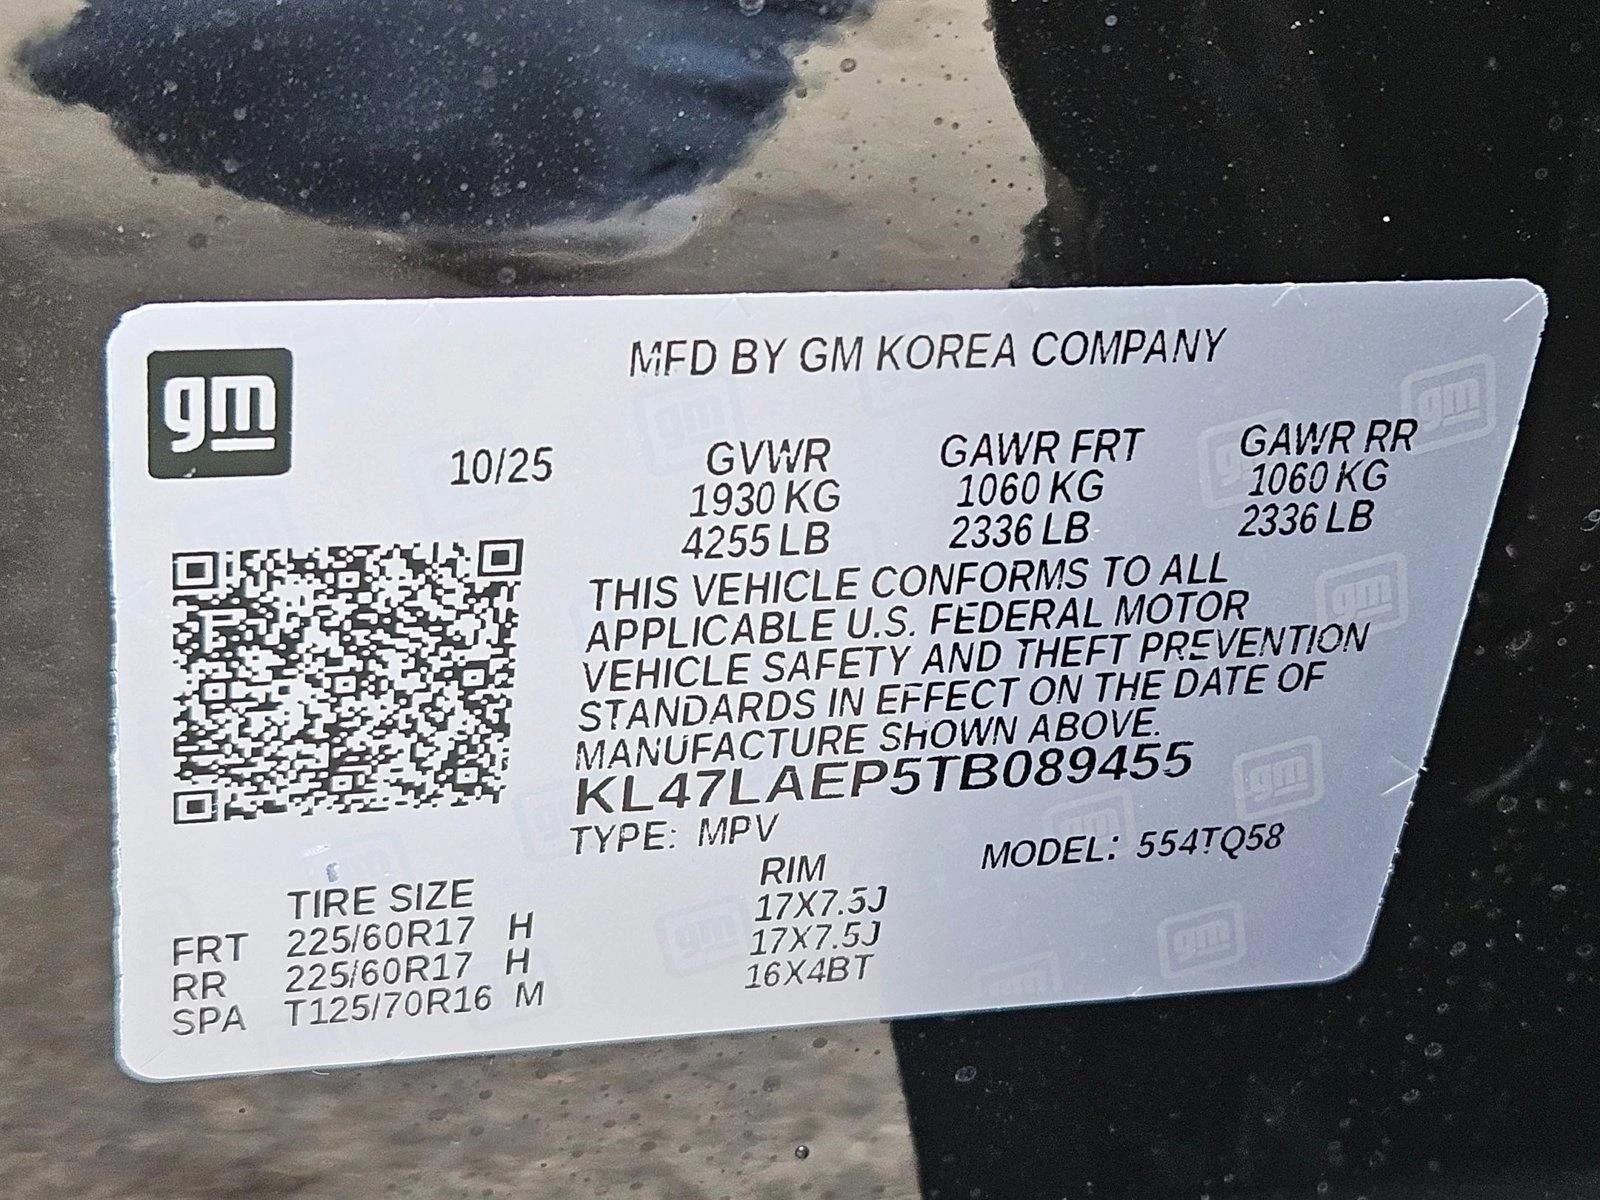 gm
MFD BY GM KOREA COMPANY
10/25 GVWR GAWR FRT GAWR RR
1930 KG 1060 KG 1060 KG
4255 LB 2336 LB 2336 LB
THIS VEHICLE CONFORMS TO ALL
APPLICABLE U.S. FEDERAL MOTOR
VEHICLE SAFETY AND THEFT PREVENTION
STANDARDS IN EFFECT ON THE DATE OF
MANUFACTURE SHOWN ABOVE.
KL47LAEP5TB089455
TYPE: MPV MODEL: 554TQ58
TIRE SIZE RIM
FRT 225/60R17 H 17X7.5J
RR 225/60R17 H 17X7.5J
SPA T125/70R16 M 16X4BT